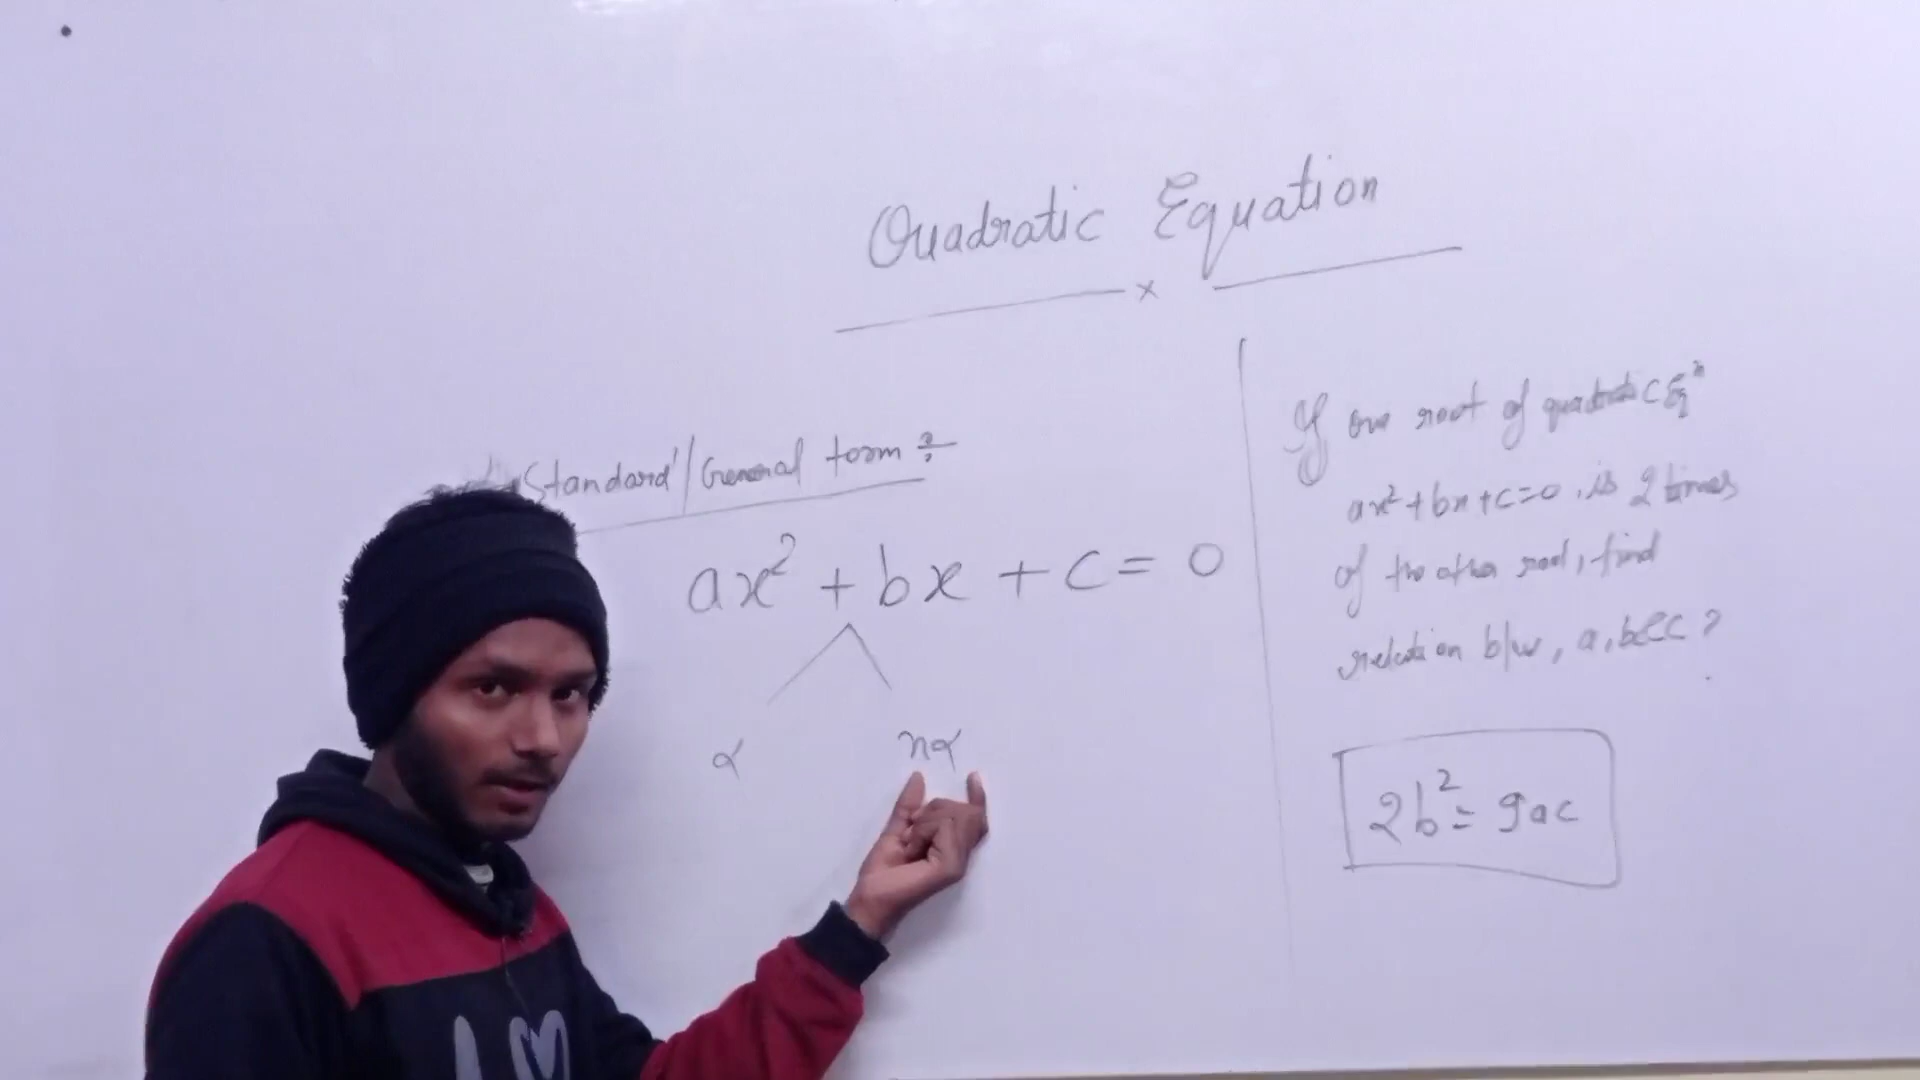 Quadratic Equation
x
Standard/General form ?
ax² + bx + c = 0
α nα
If one root of quadratic Eqⁿ
ax² + bx + c = 0, is 2 times
of the other root, find
relation b/w, a, b & c ?
2b² = 9ac